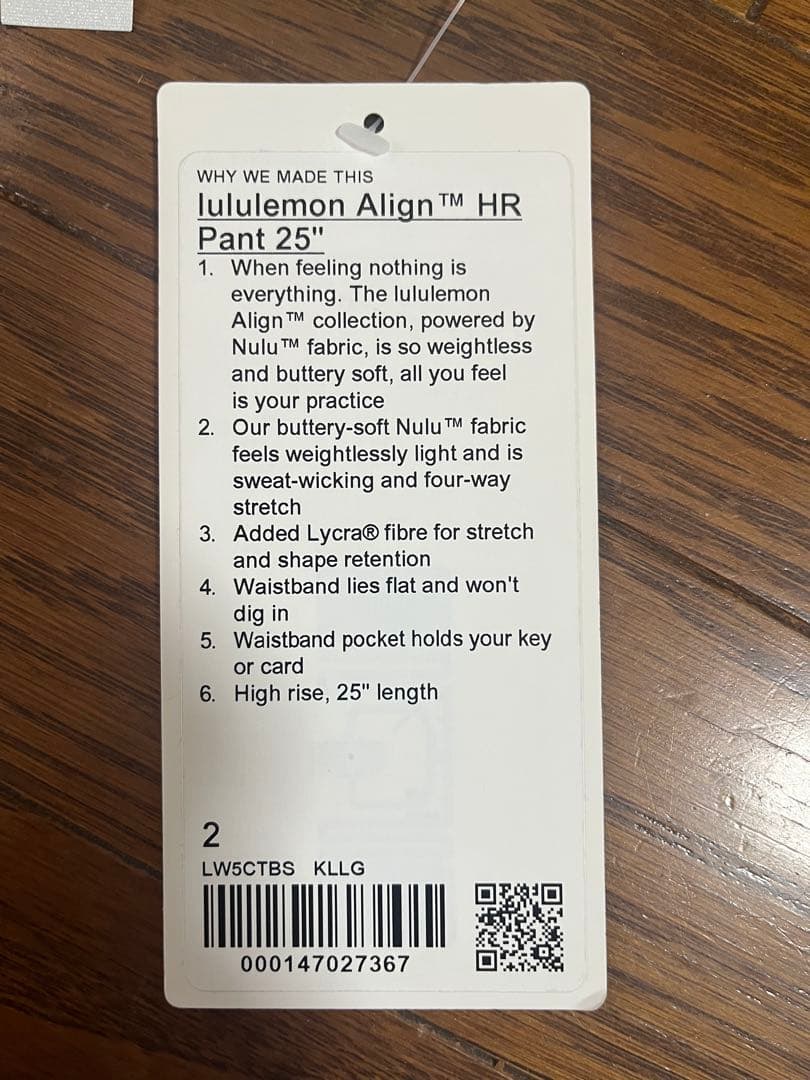 WHY WE MADE THIS
lululemon Align™ HR
Pant 25"
1. When feeling nothing is
everything. The lululemon
Align™ collection, powered by
Nulu™ fabric, is so weightless
and buttery soft, all you feel
is your practice
2. Our buttery-soft Nulu™ fabric
feels weightlessly light and is
sweat-wicking and four-way
stretch
3. Added Lycra® fibre for stretch
and shape retention
4. Waistband lies flat and won't
dig in
5. Waistband pocket holds your key
or card
6. High rise, 25" length
2
LW5CTBS KLLG
000147027367